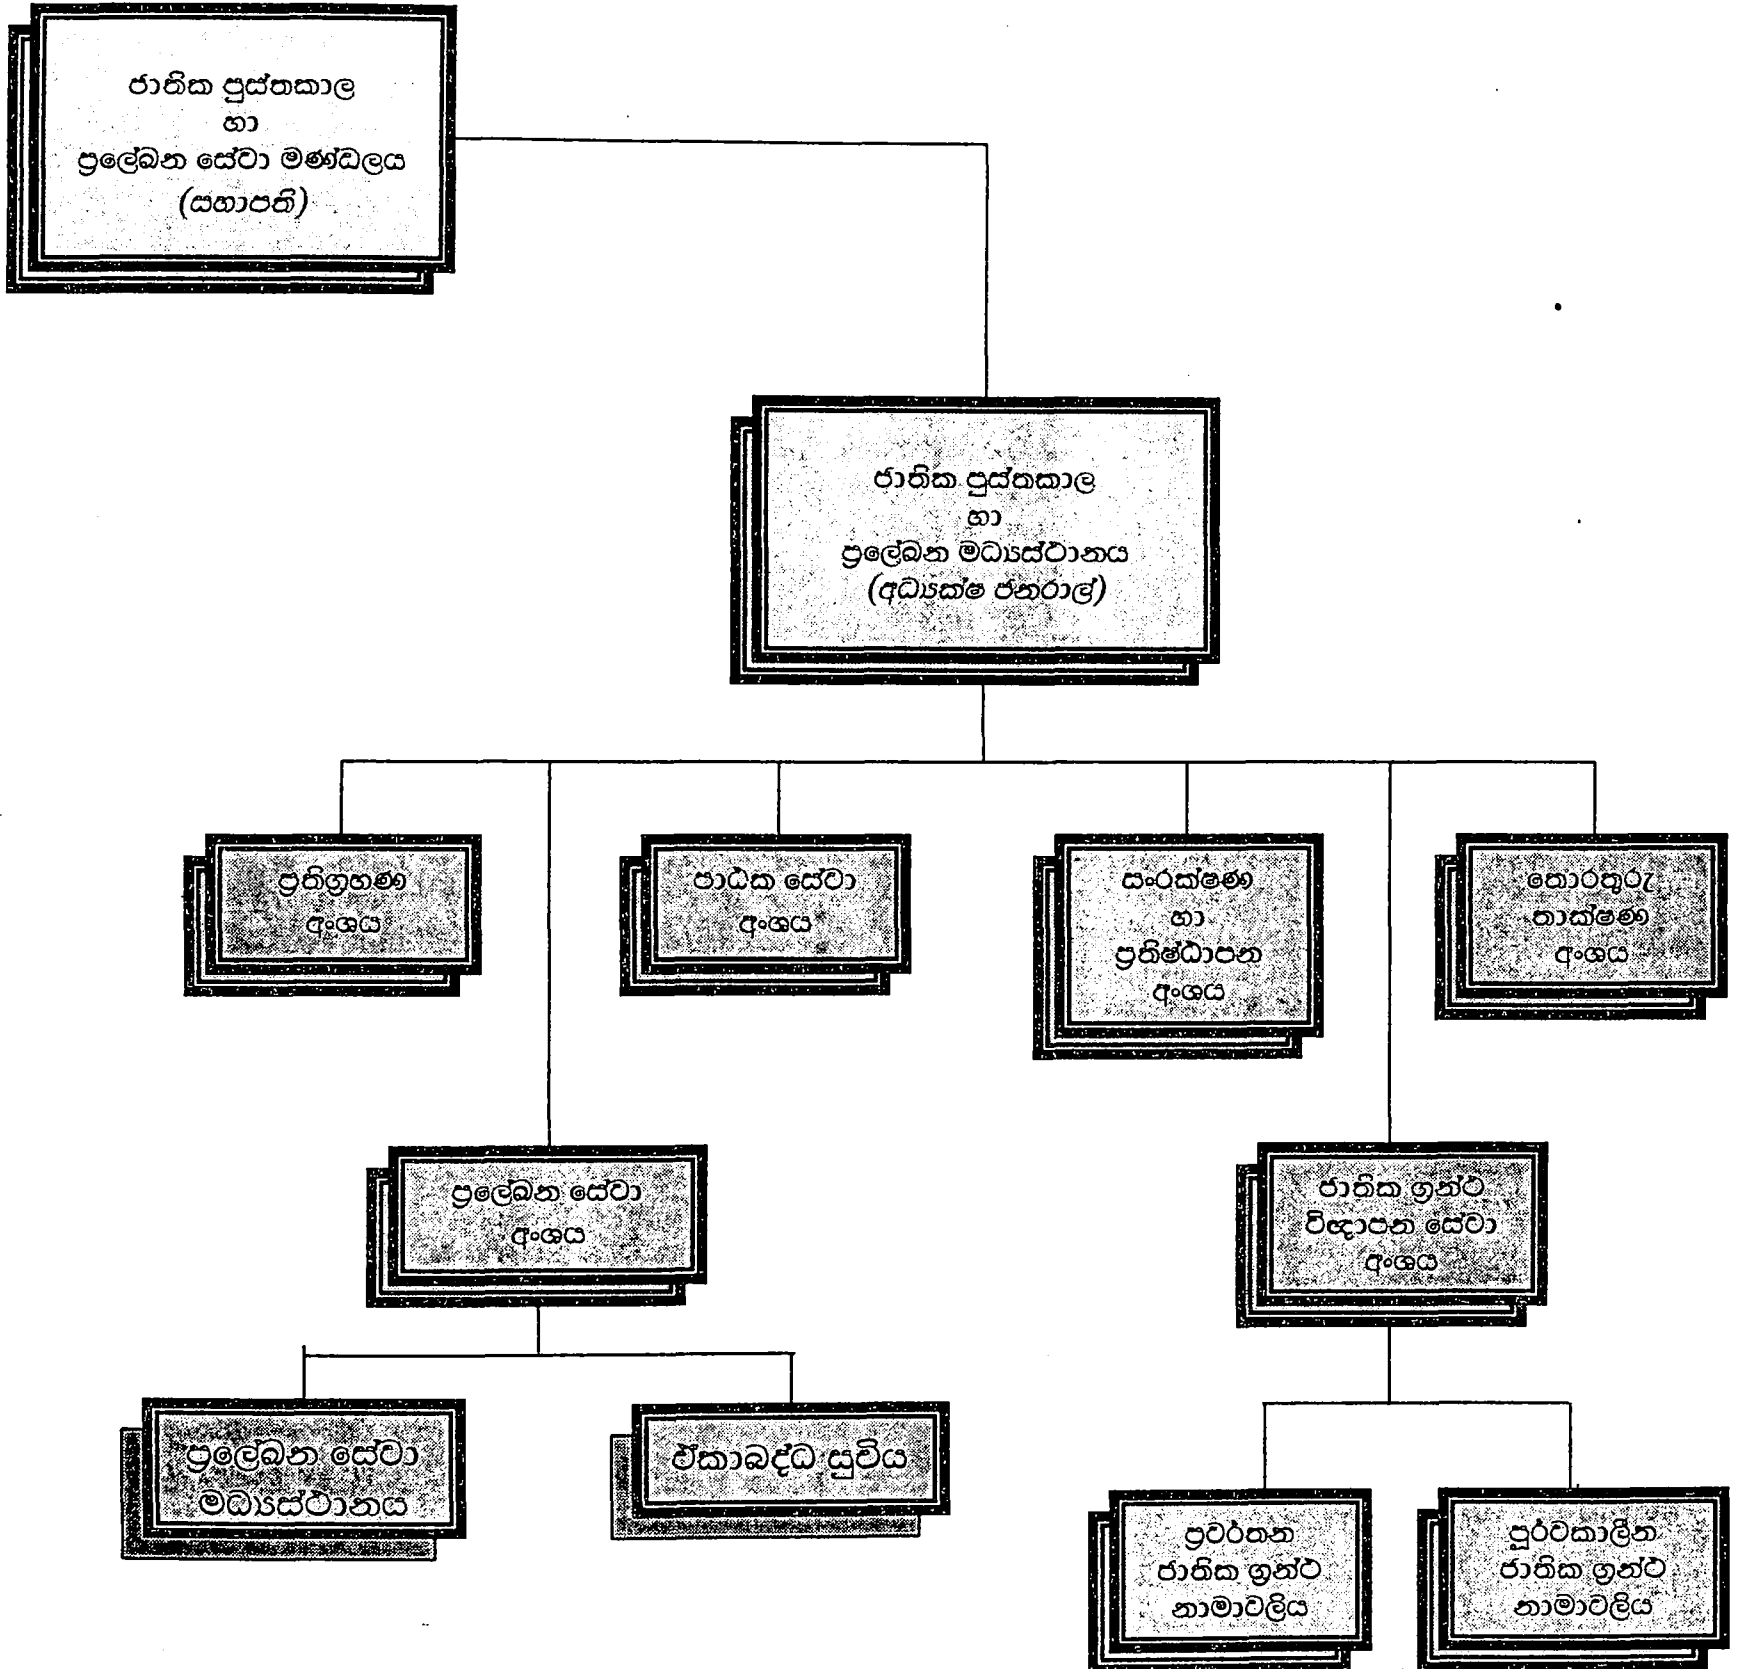 ජාතික පුස්තකාල
හා
ප්‍රලේඛන සේවා මණ්ඩලය
(සභාපති)
ජාතික පුස්තකාල
හා
ප්‍රලේඛන මධ්‍යස්ථානය
(අධ්‍යක්ෂ ජනරාල්)
ප්‍රතිග්‍රහණ
අංශය
පාඨක සේවා
අංශය
සංරක්ෂණ
හා
ප්‍රතිෂ්ඨාපන
අංශය
තොරතුරු
තාක්ෂණ
අංශය
ප්‍රලේඛන සේවා
අංශය
ජාතික ග්‍රන්ථ
විඥාපන සේවා
අංශය
ප්‍රලේඛන සේවා
මධ්‍යස්ථානය
ඒකාබද්ධ සූචිය
ප්‍රවර්තන
ජාතික ග්‍රන්ථ
නාමාවලිය
පූර්වකාලීන
ජාතික ග්‍රන්ථ
නාමාවලිය